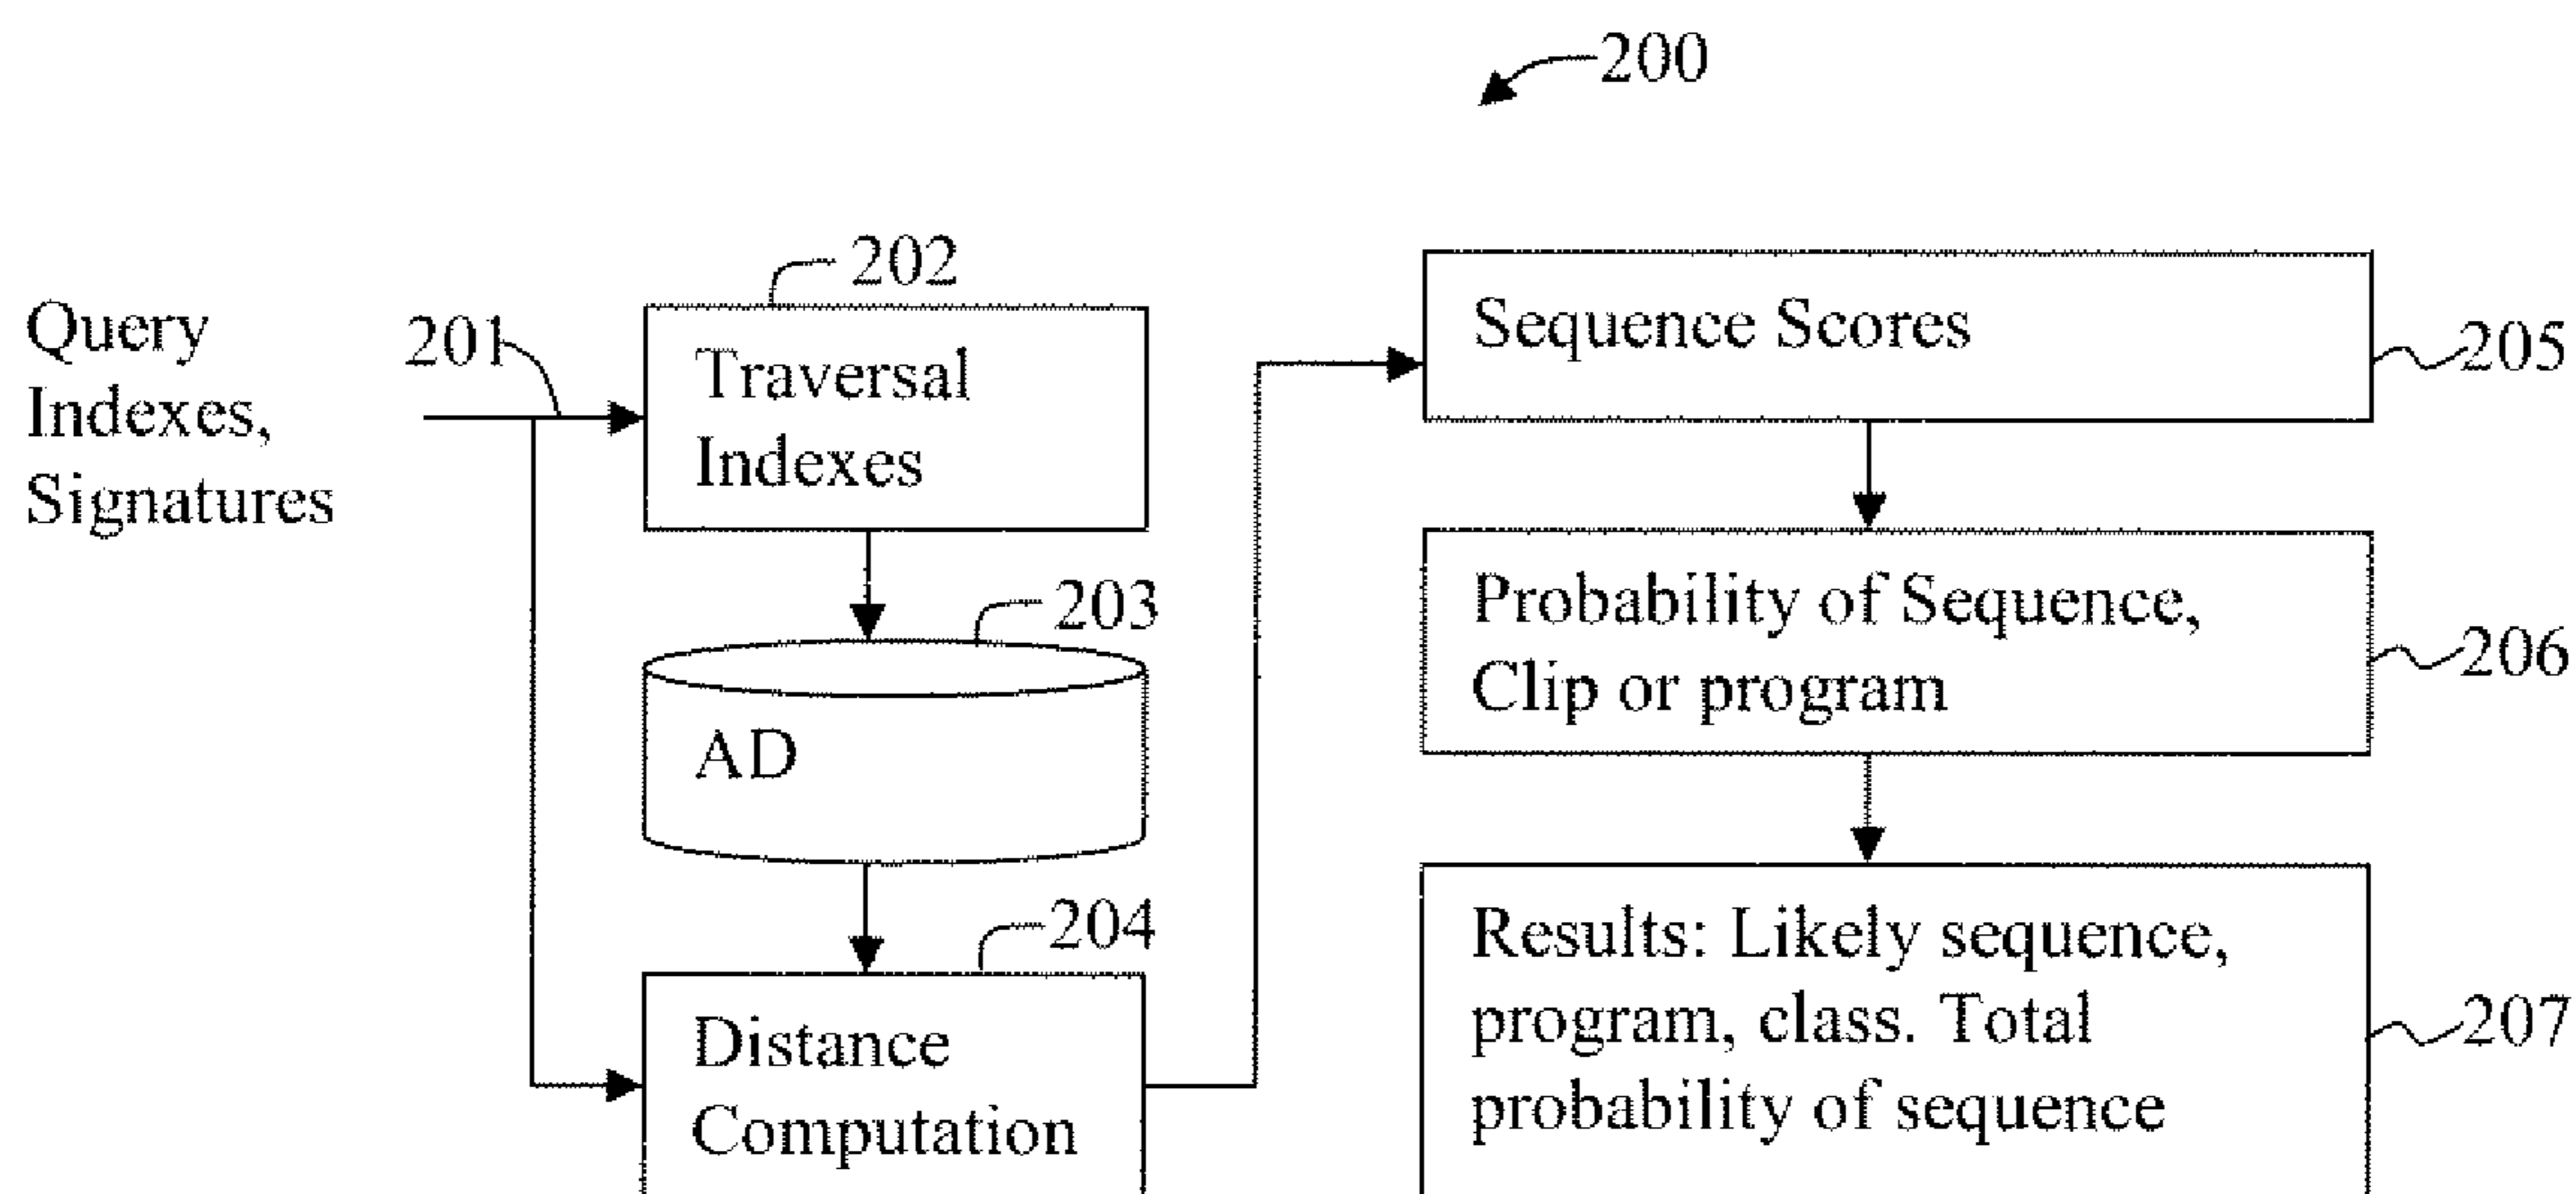 200
Query
Indexes,
Signatures
201
202
Traversal
Indexes
203
AD
204
Distance
Computation
Sequence Scores
205
Probability of Sequence,
Clip or program
206
Results: Likely sequence,
program, class. Total
probability of sequence
207